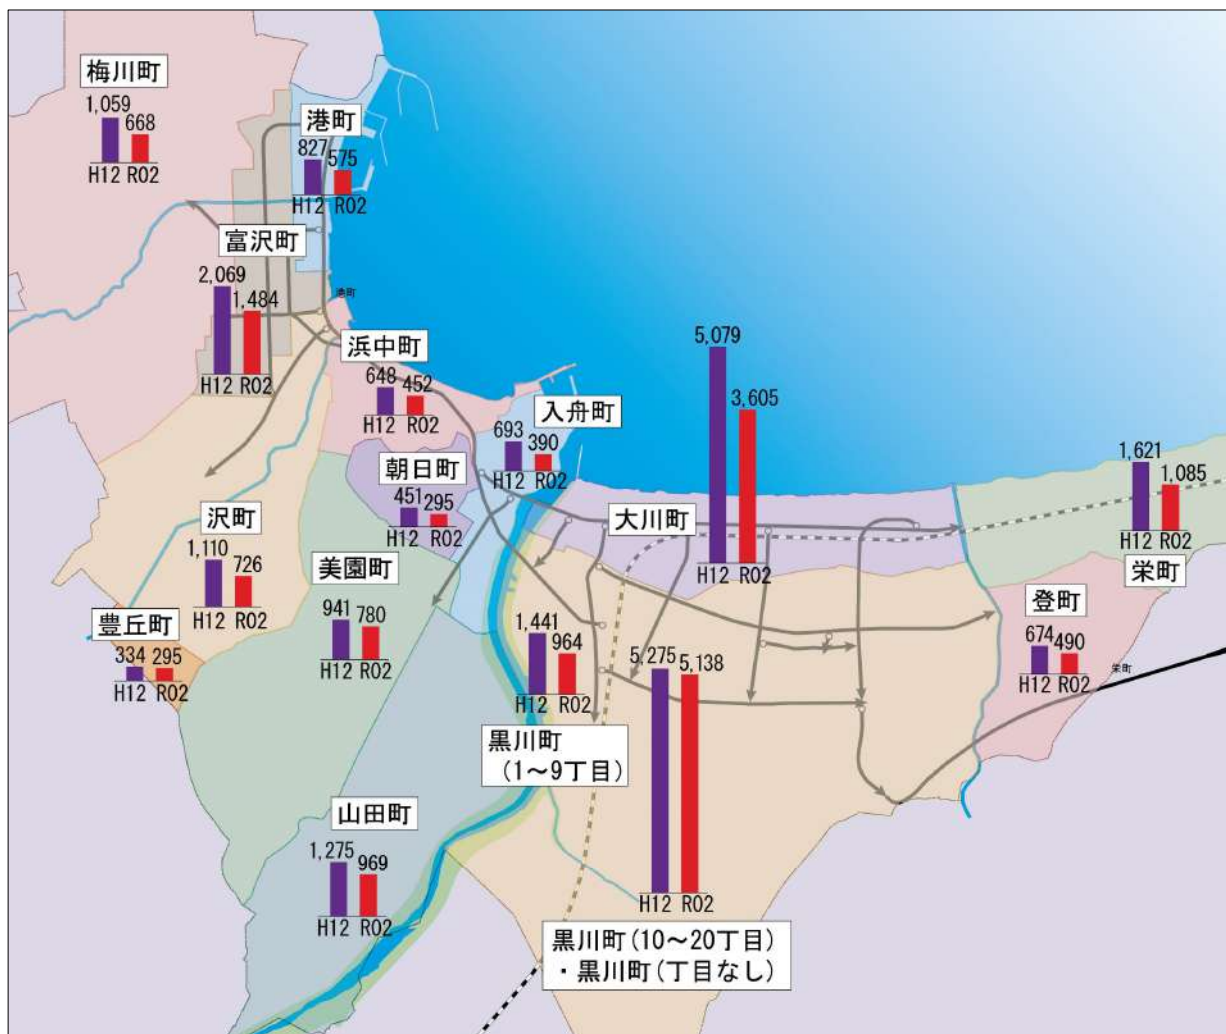 梅川町
1,059
668
H12 R02
港町
827
575
H12 R02
富沢町
2,069
1,484
H12 R02
港町
浜中町
648 452
H12 R02
入舟町
693 390
H12 R02
朝日町
451 295
H12 R02
大川町
5,079
3,605
H12 R02
1,621
1,085
H12 R02
栄町
沢町
1,110
726
H12 R02
美園町
941 780
H12 R02
豊丘町
334 295
H12 R02
登町
674 490
H12 R02
栄町
1,441
964
H12 R02
黒川町
(1~9丁目)
5,275
5,138
H12 R02
黒川町(10~20丁目)
・黒川町(丁目なし)
山田町
1,275
969
H12 R02